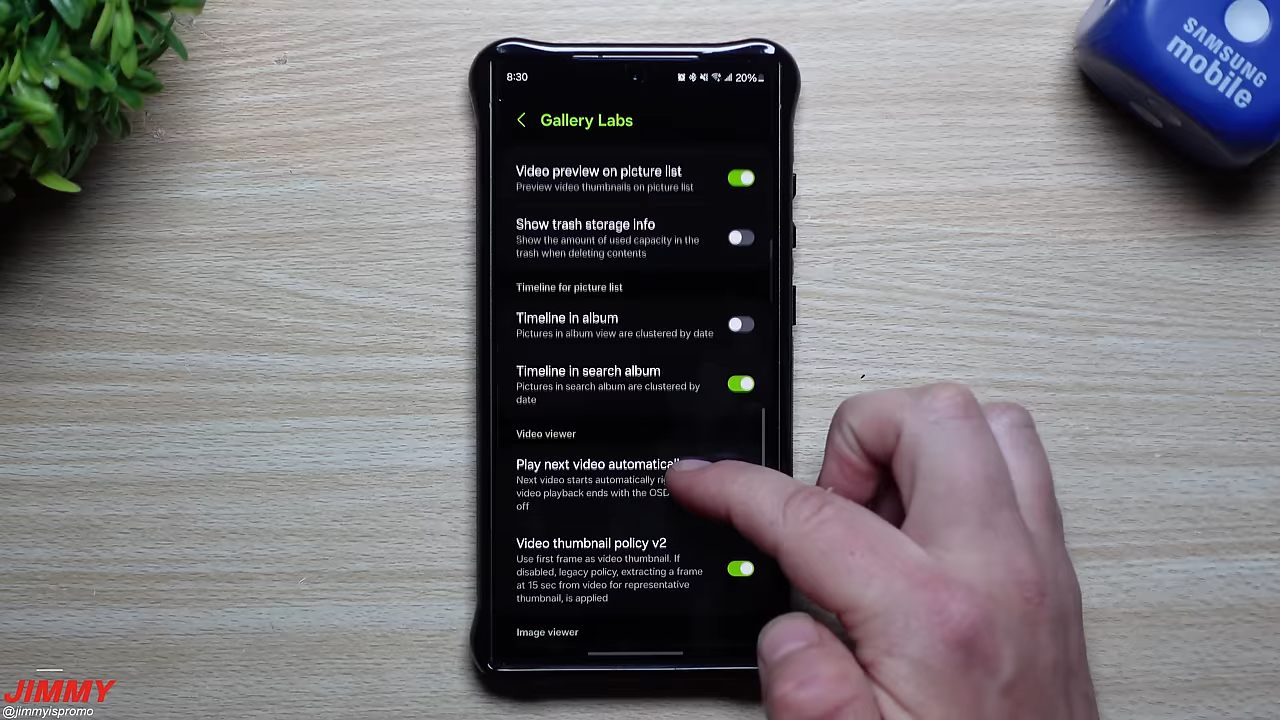 8:30
20%
Gallery Labs
Video preview on picture list
Preview video thumbnails on picture list
Show trash storage info
Show the amount of used capacity in the
trash when deleting contents
Timeline for picture list
Timeline in album
Pictures in album view are clustered by date
Timeline in search album
Pictures in search album are clustered by
date
Video viewer
Play next video
Next video starts automatically
video playback ends with the OSD
off
Video thumbnail policy v2
Use first frame as video thumbnail. If
disabled, legacy policy, extracting a frame
at 15 sec from video for representative
thumbnail, is applied
Image viewer
SAMSUNG
mobile
JIMMY
@jimmyispromo